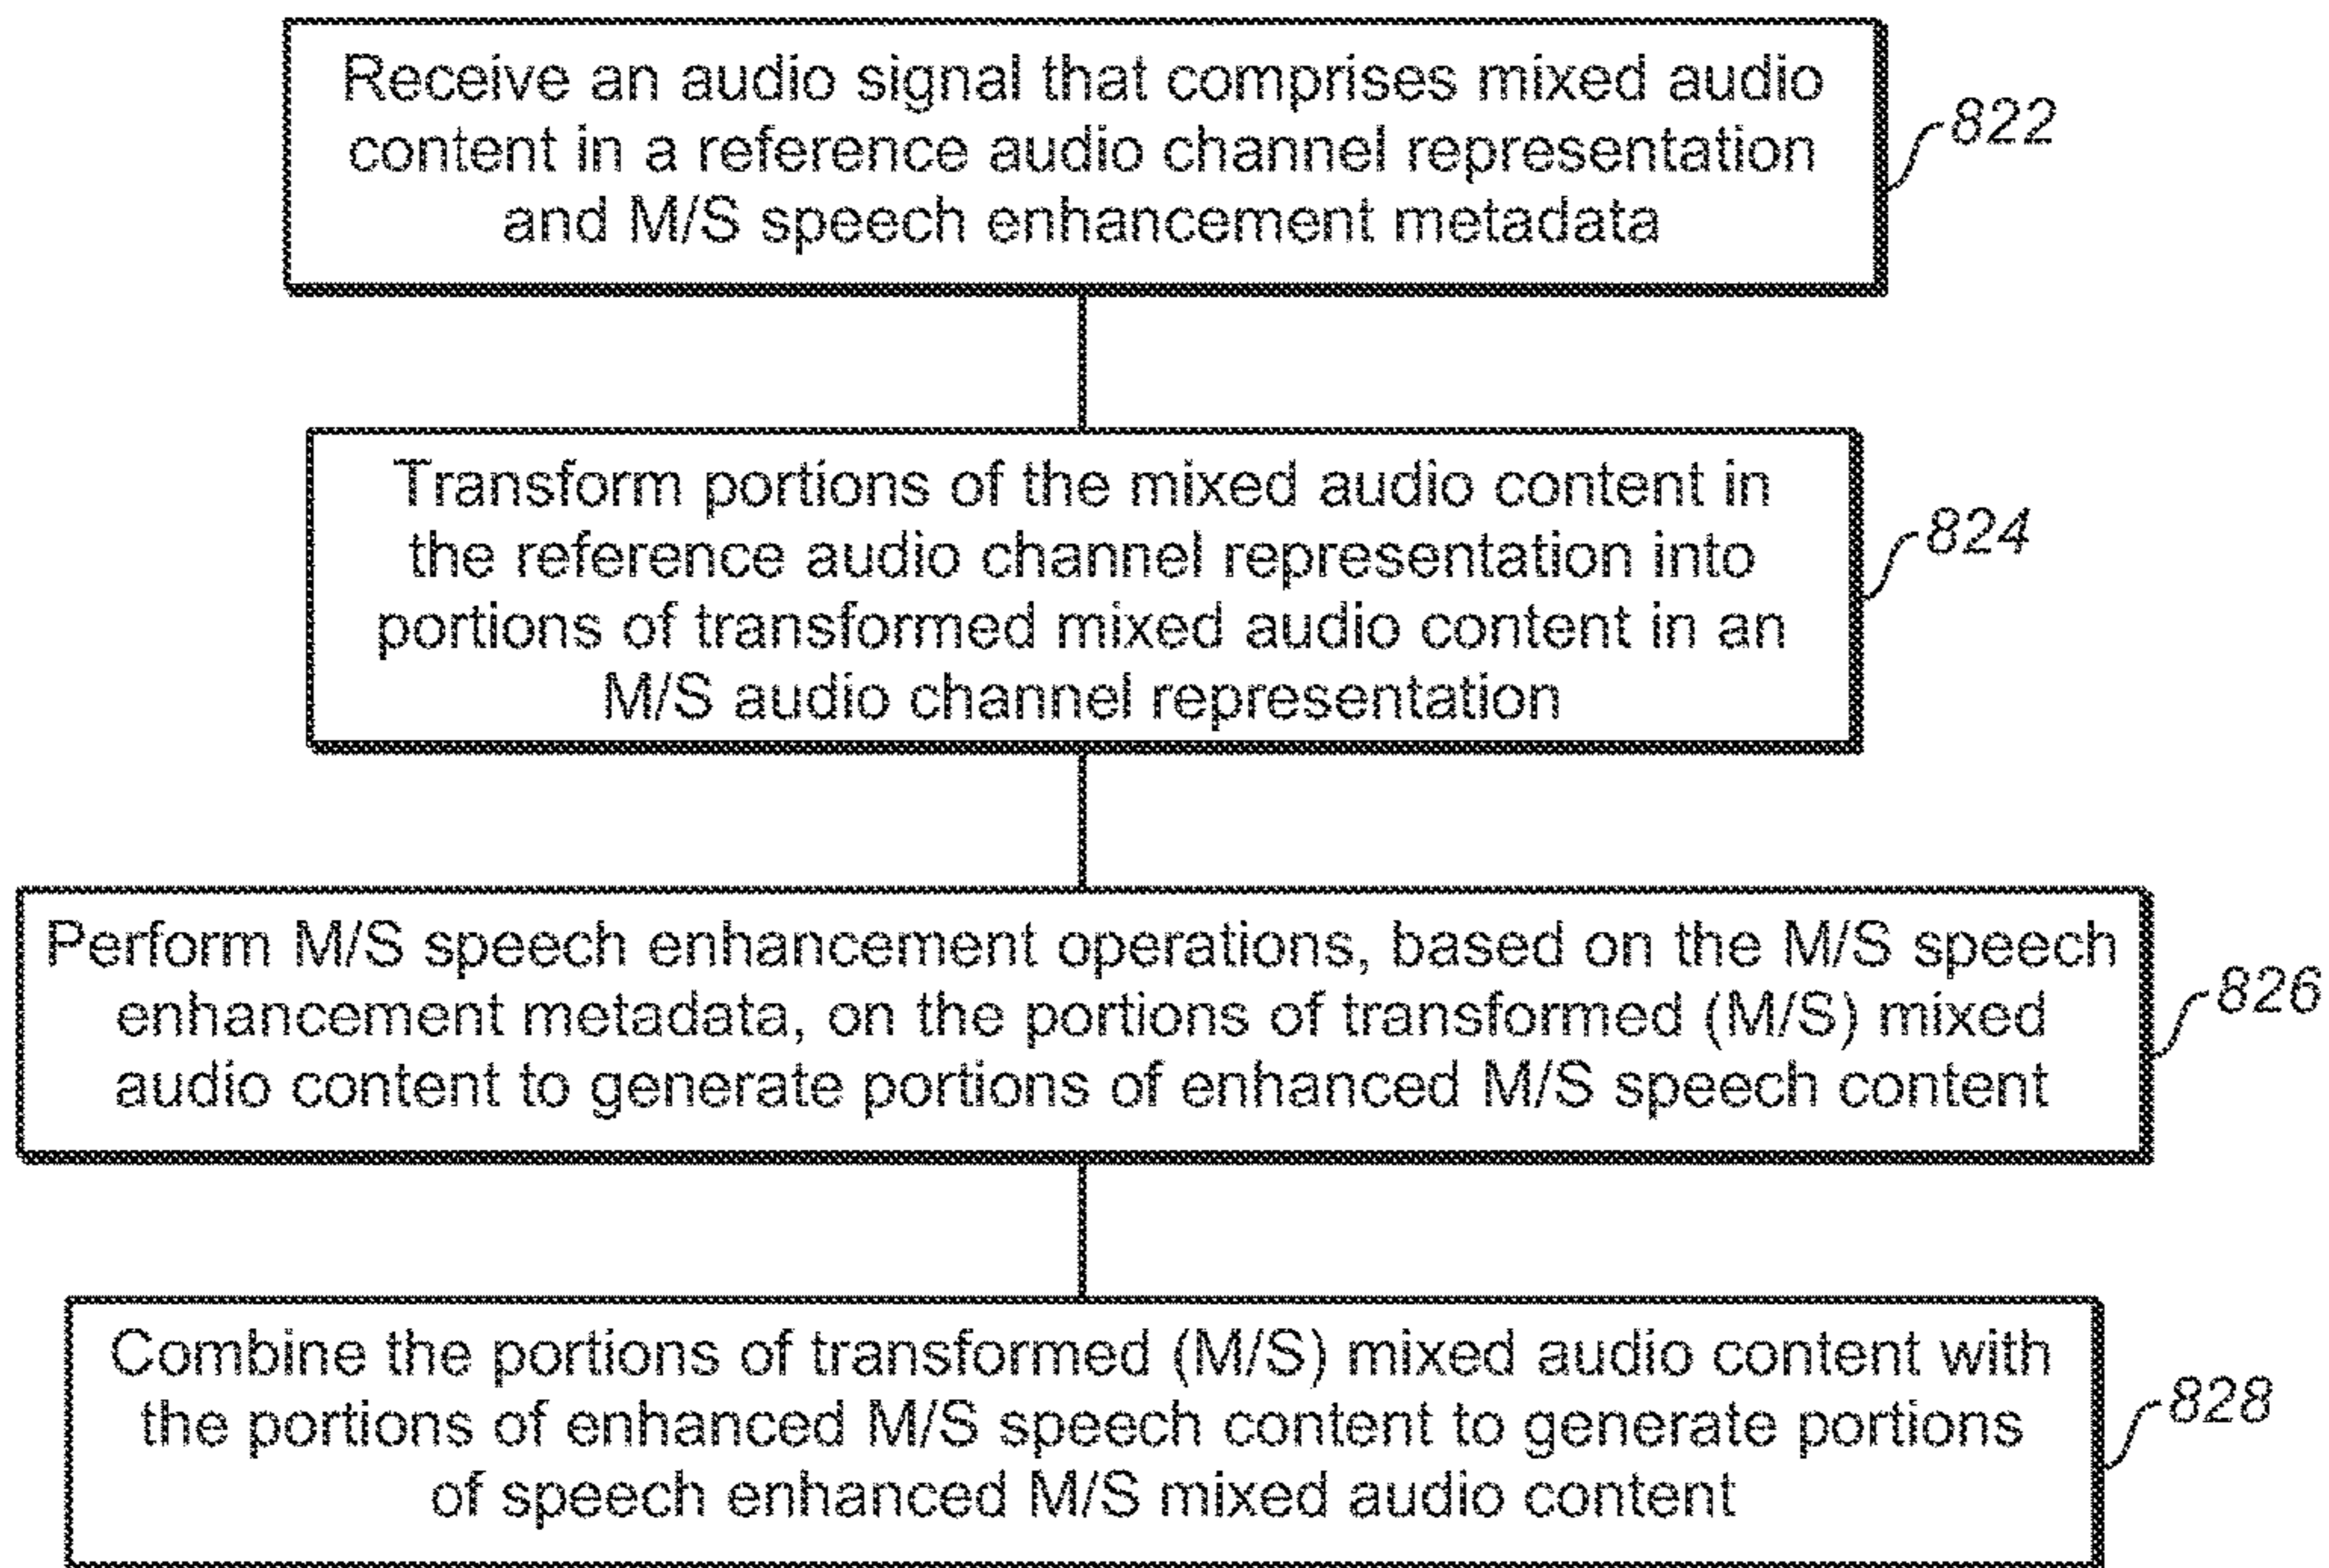 Receive an audio signal that comprises mixed audio
content in a reference audio channel representation
and M/S speech enhancement metadata
822
Transform portions of the mixed audio content in
the reference audio channel representation into
portions of transformed mixed audio content in an
M/S audio channel representation
824
Perform M/S speech enhancement operations, based on the M/S speech
enhancement metadata, on the portions of transformed (M/S) mixed
audio content to generate portions of enhanced M/S speech content
826
Combine the portions of transformed (M/S) mixed audio content with
the portions of enhanced M/S speech content to generate portions
of speech enhanced M/S mixed audio content
828